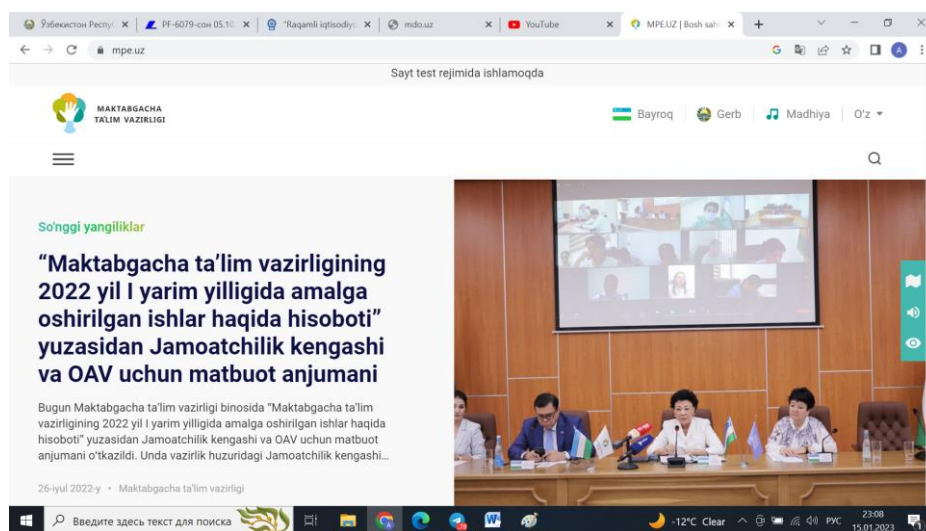 Ўзбекистон Респуб
PF-6079-сон 05.10.
"Raqamli iqtisodiyo
mdo.uz
YouTube
MPE.UZ | Bosh sahi
mpe.uz
Sayt test rejimida ishlamoqda
MAKTABGACHA
TA'LIM VAZIRLIGI
Bayroq
Gerb
Madhiya
O'z
So'nggi yangiliklar
“Maktabgacha ta’lim vazirligining
2022 yil I yarim yilligida amalga
oshirilgan ishlar haqida hisoboti”
yuzasidan Jamoatchilik kengashi
va OAV uchun matbuot anjumani
Bugun Maktabgacha ta’lim vazirligi binosida “Maktabgacha ta’lim
vazirligining 2022 yil I yarim yilligida amalga oshirilgan ishlar haqida
hisoboti” yuzasidan Jamoatchilik kengashi va OAV uchun matbuot
anjumani o‘tkazildi. Unda vazirlik huzuridagi Jamoatchilik kengashi...
26-iyul 2022-y • Maktabgacha ta’lim vazirligi
Введите здесь текст для поиска
-12°C Clear
РУС
23:08
15.01.2023